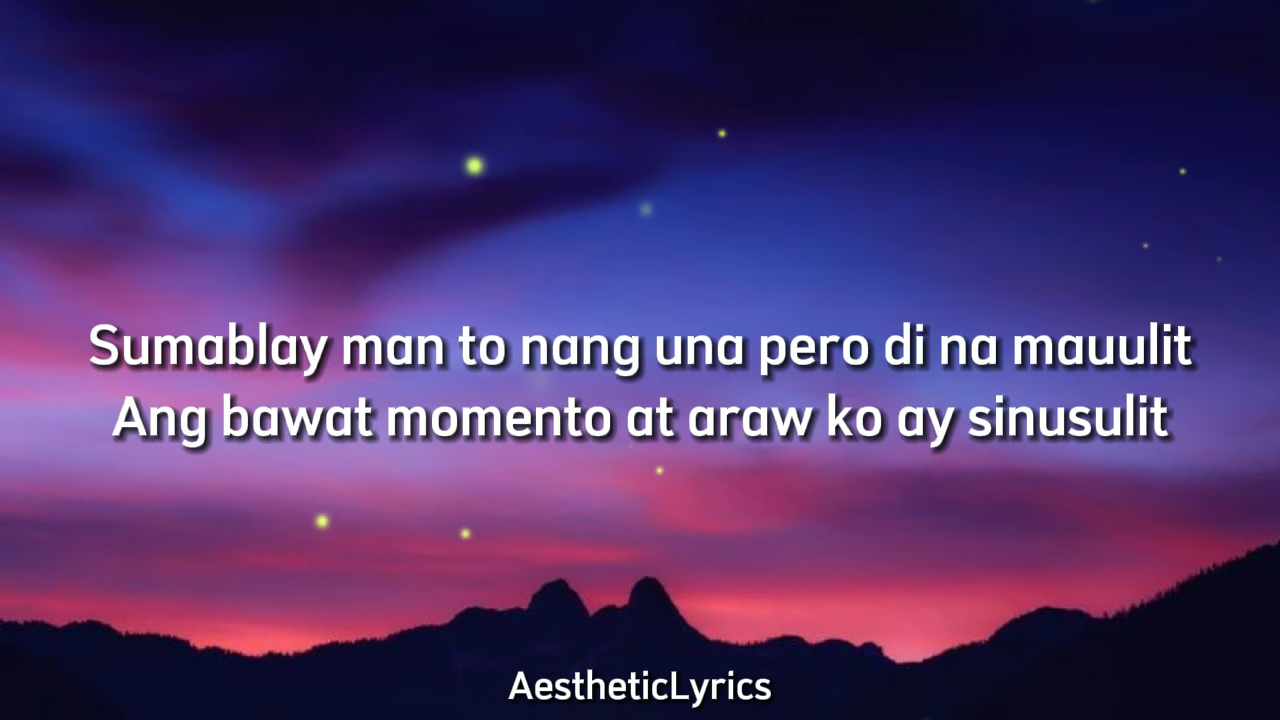 Sumablay man to nang una pero di na mauulit
Ang bawat momento at araw ko ay sinusulit
AestheticLyrics